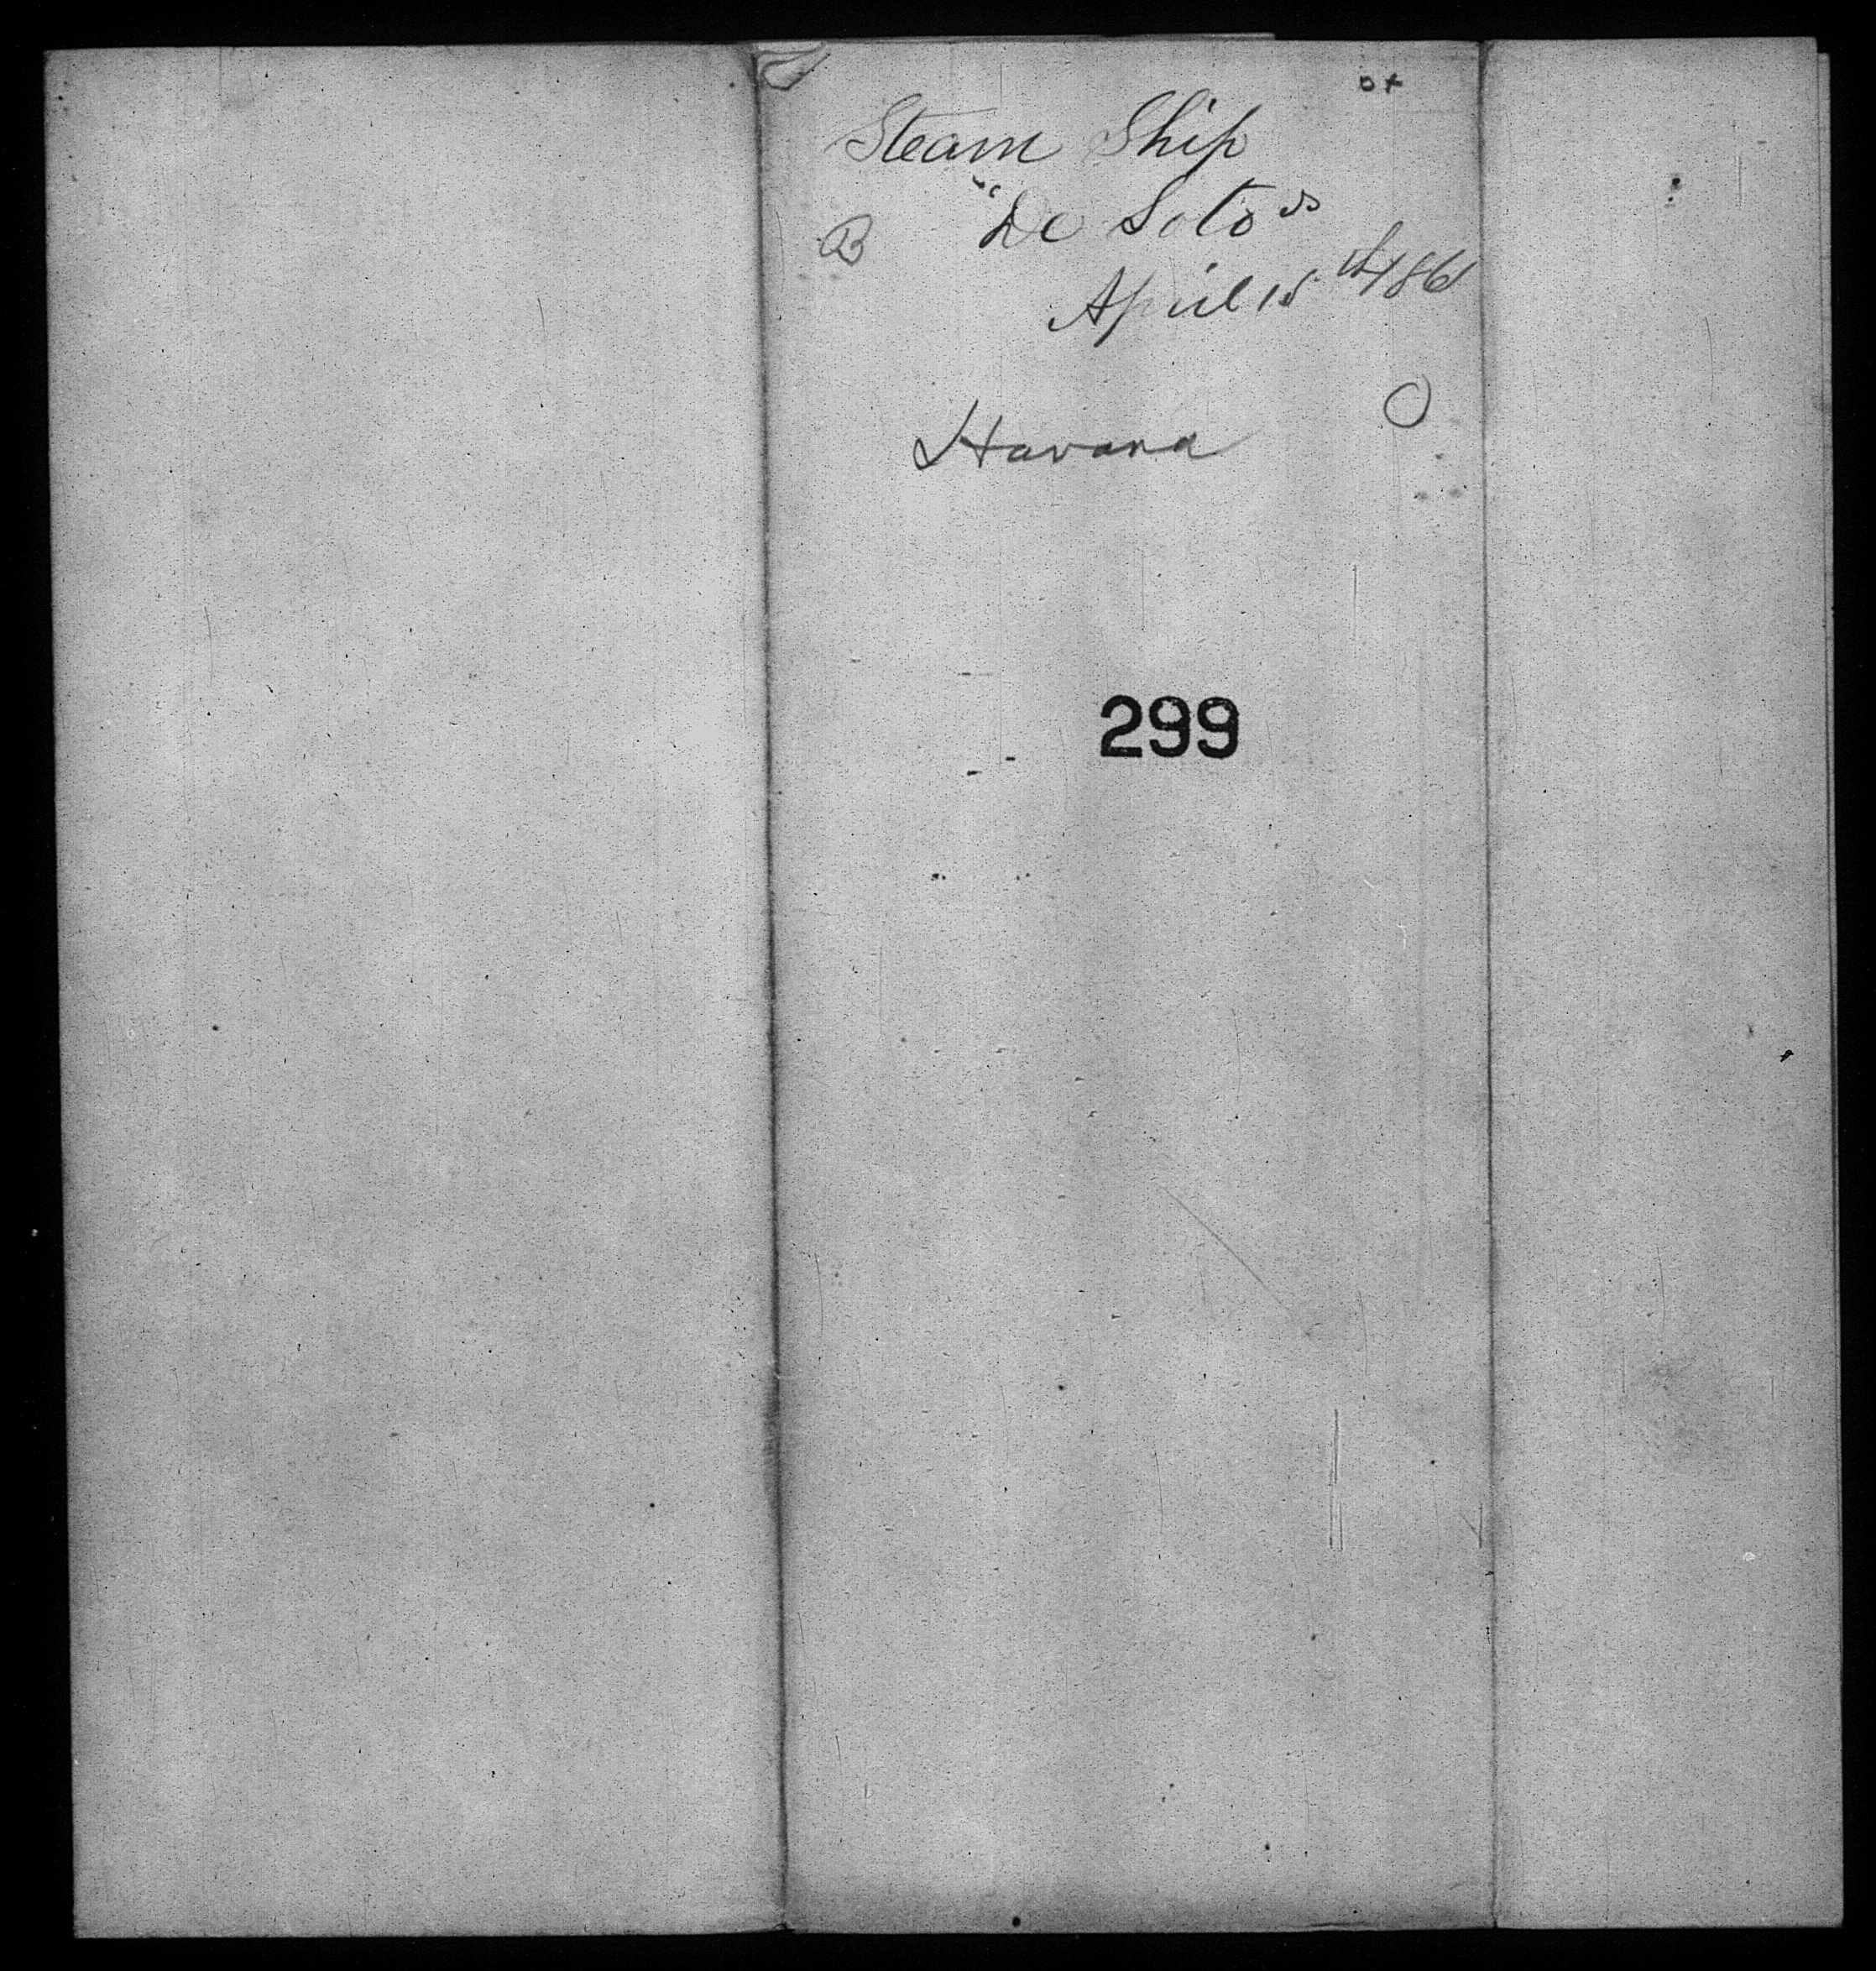 Steam Ship
"De Soto"
B
April 15th 1861
Havana
299